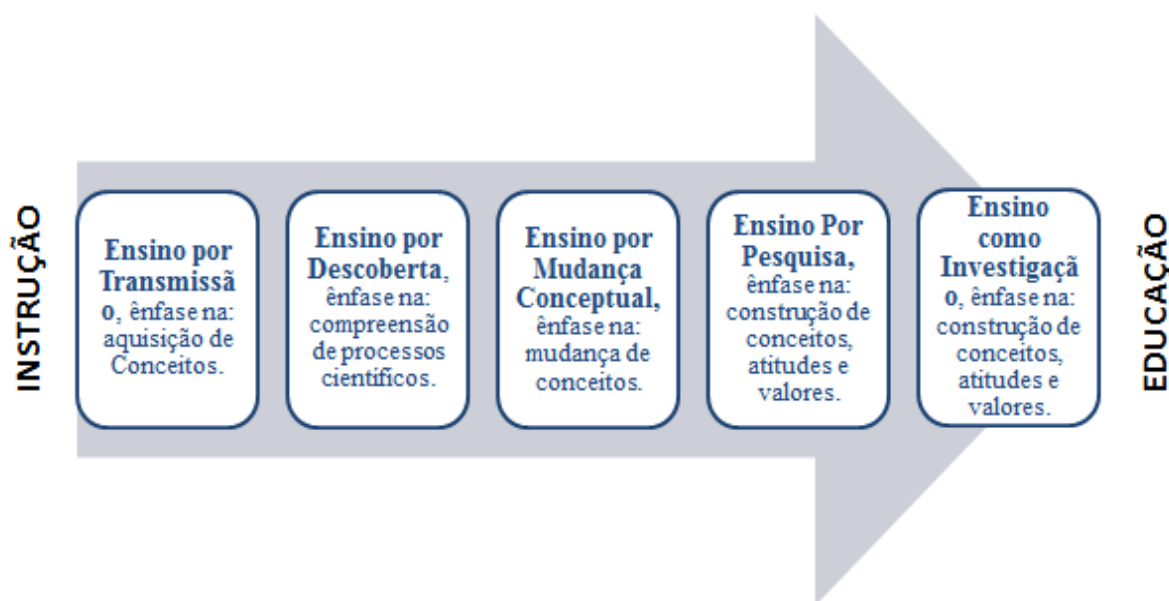 INSTRUÇÃO
Ensino por
Transmissã
o, ênfase na:
aquisição de
Conceitos.
Ensino por
Descoberta,
ênfase na:
compreensão
de processos
científicos.
Ensino por
Mudança
Conceptual,
ênfase na:
mudança de
conceitos.
Ensino Por
Pesquisa,
ênfase na:
construção de
conceitos,
atitudes e
valores.
Ensino
como
Investigaçã
o, ênfase na:
construção de
conceitos,
atitudes e
valores.
EDUCAÇÃO